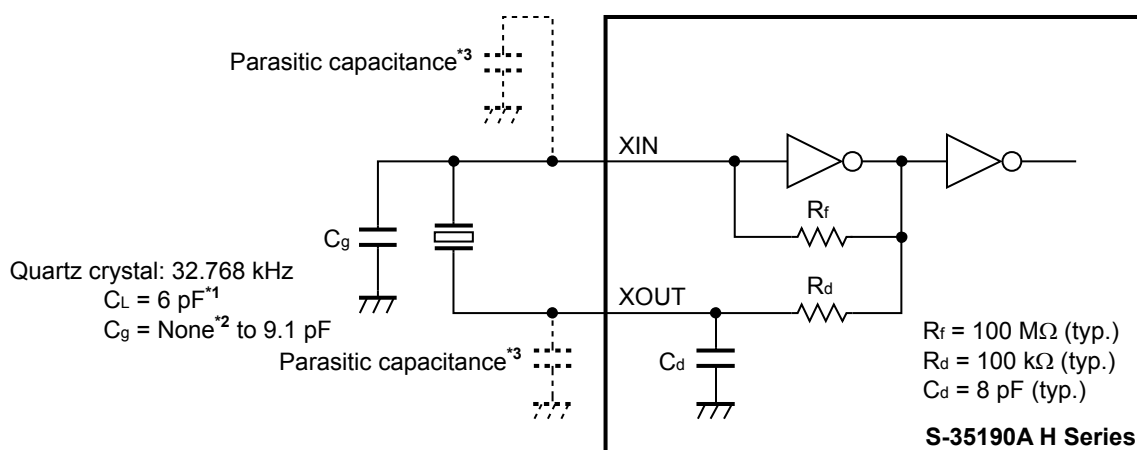 Parasitic capacitance*3
XIN
Rf
Cg
Quartz crystal: 32.768 kHz
CL = 6 pF*1
Cg = None*2 to 9.1 pF
XOUT
Rd
Parasitic capacitance*3
Cd
Rf = 100 MΩ (typ.)
Rd = 100 kΩ (typ.)
Cd = 8 pF (typ.)
S-35190A H Series